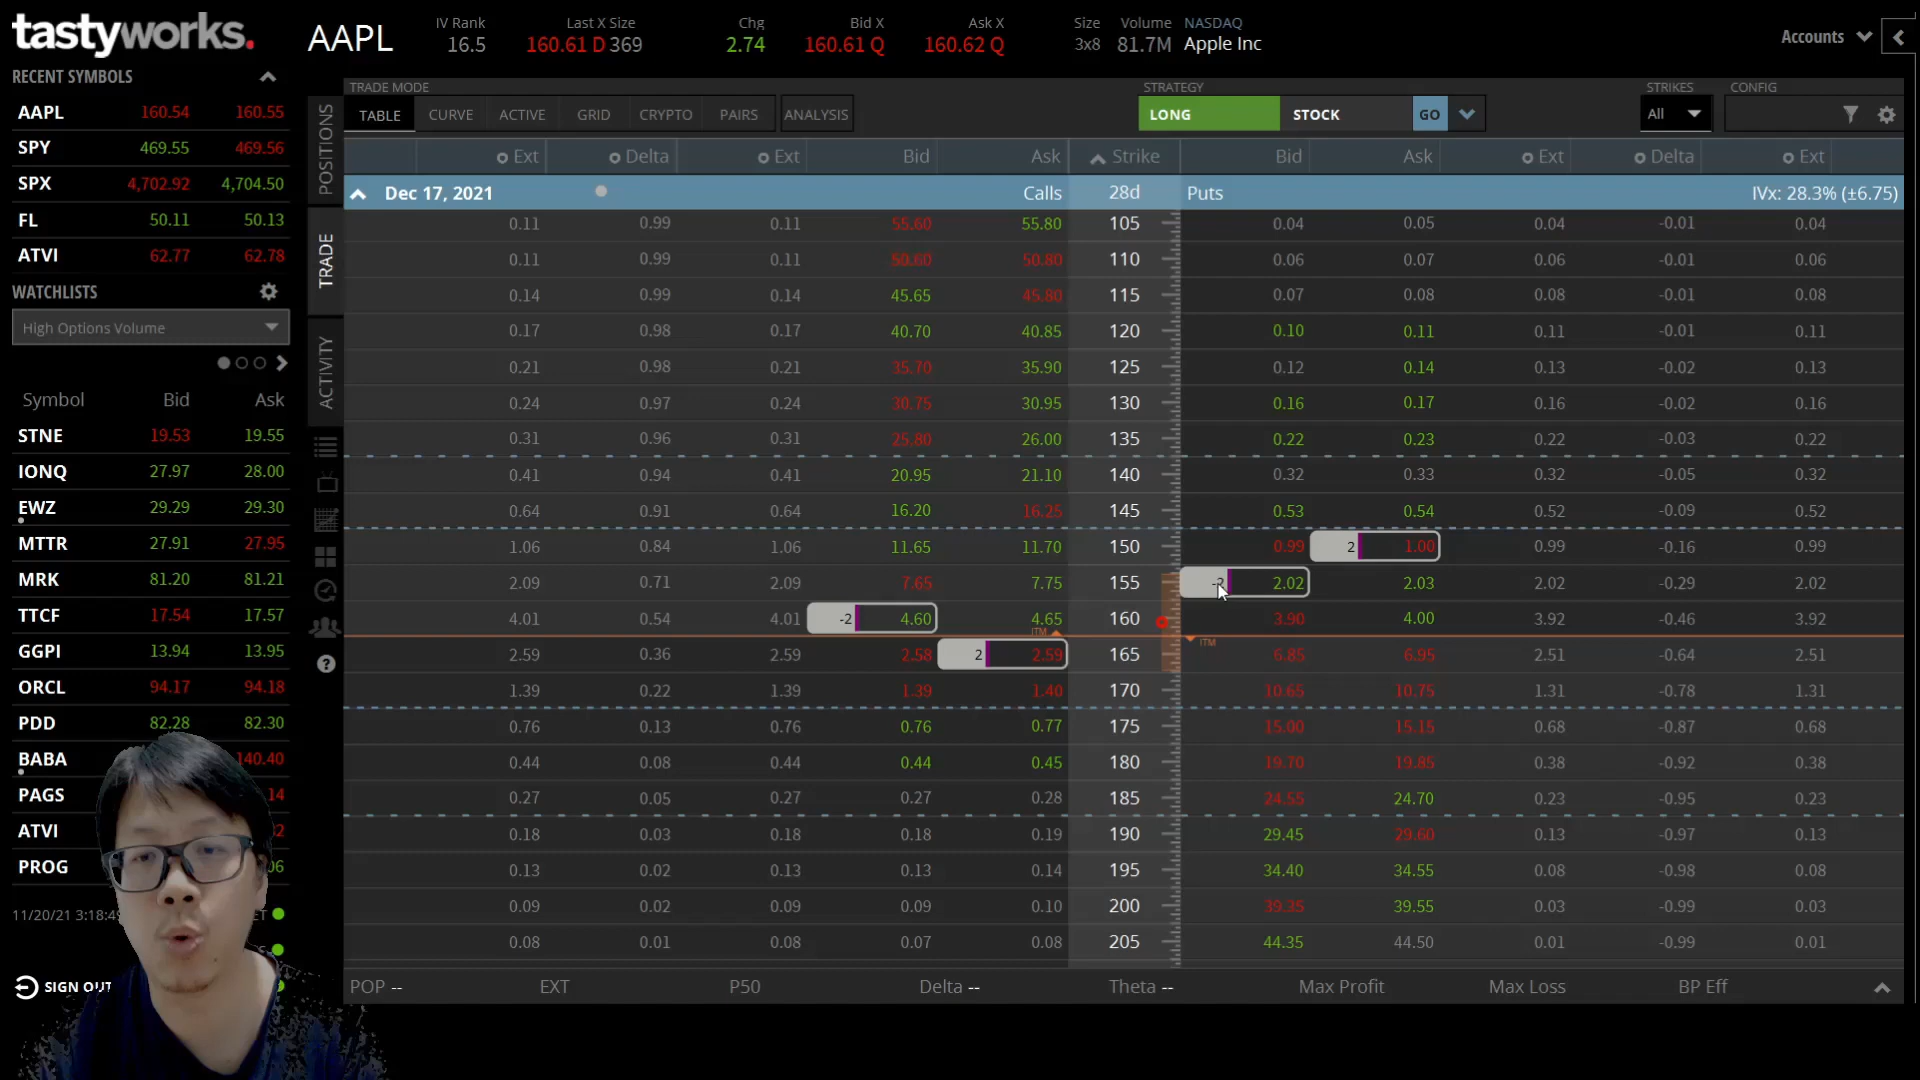 tastyworks.
AAPL
IV Rank
16.5
Last X Size
160.61 D 369
Chg
2.74
Bid X
160.61 Q
Ask X
160.62 Q
Size
3x8
Volume
81.7M
NASDAQ
Apple Inc
Accounts
RECENT SYMBOLS
AAPL 160.54 160.55
SPY 469.55 469.56
SPX 4,702.92 4,704.50
FL 50.11 50.13
ATVI 62.77 62.78
WATCHLISTS
High Options Volume
Symbol Bid Ask
STNE 19.53 19.55
IONQ 27.97 28.00
EWZ 29.29 29.30
MTTR 27.91 27.95
MRK 81.20 81.21
TTCF 17.54 17.57
GGPI 13.94 13.95
ORCL 94.17 94.18
PDD 82.28 82.30
BABA 140.40
PAGS 14
ATVI 2
PROG 06
11/20/21 3:18:49 ET
SIGN OUT
POSITIONS
TRADE
ACTIVITY
TRADE MODE
TABLE CURVE ACTIVE GRID CRYPTO PAIRS ANALYSIS
STRATEGY
LONG STOCK GO
STRIKES
All
CONFIG
Ext Delta Ext Bid Ask Strike Bid Ask Ext Delta Ext
Dec 17, 2021 Calls 28d Puts IVx: 28.3% (±6.75)
0.11 0.99 0.11 55.60 55.80 105 0.04 0.05 0.04 -0.01 0.04
0.11 0.99 0.11 50.60 50.80 110 0.06 0.07 0.06 -0.01 0.06
0.14 0.99 0.14 45.65 45.80 115 0.07 0.08 0.08 -0.01 0.08
0.17 0.98 0.17 40.70 40.85 120 0.10 0.11 0.11 -0.01 0.11
0.21 0.98 0.21 35.70 35.90 125 0.12 0.14 0.13 -0.02 0.13
0.24 0.97 0.24 30.75 30.95 130 0.16 0.17 0.16 -0.02 0.16
0.31 0.96 0.31 25.80 26.00 135 0.22 0.23 0.22 -0.03 0.22
0.41 0.94 0.41 20.95 21.10 140 0.32 0.33 0.32 -0.05 0.32
0.64 0.91 0.64 16.20 16.25 145 0.53 0.54 0.52 -0.09 0.52
1.06 0.84 1.06 11.65 11.70 150 0.99 2 1.00 0.99 -0.16 0.99
2.09 0.71 2.09 7.65 7.75 155 -2 2.02 2.03 2.02 -0.29 2.02
4.01 0.54 4.01 -2 4.60 4.65 160 3.90 4.00 3.92 -0.46 3.92
ITM ITM
2.59 0.36 2.59 2.58 2 2.59 165 6.85 6.95 2.51 -0.64 2.51
1.39 0.22 1.39 1.39 1.40 170 10.65 10.75 1.31 -0.78 1.31
0.76 0.13 0.76 0.76 0.77 175 15.00 15.15 0.68 -0.87 0.68
0.44 0.08 0.44 0.44 0.45 180 19.70 19.85 0.38 -0.92 0.38
0.27 0.05 0.27 0.27 0.28 185 24.55 24.70 0.23 -0.95 0.23
0.18 0.03 0.18 0.18 0.19 190 29.45 29.60 0.13 -0.97 0.13
0.13 0.02 0.13 0.13 0.14 195 34.40 34.55 0.08 -0.98 0.08
0.09 0.02 0.09 0.09 0.10 200 39.35 39.55 0.03 -0.99 0.03
0.08 0.01 0.08 0.07 0.08 205 44.35 44.50 0.01 -0.99 0.01
POP -- EXT P50 Delta -- Theta -- Max Profit Max Loss BP Eff